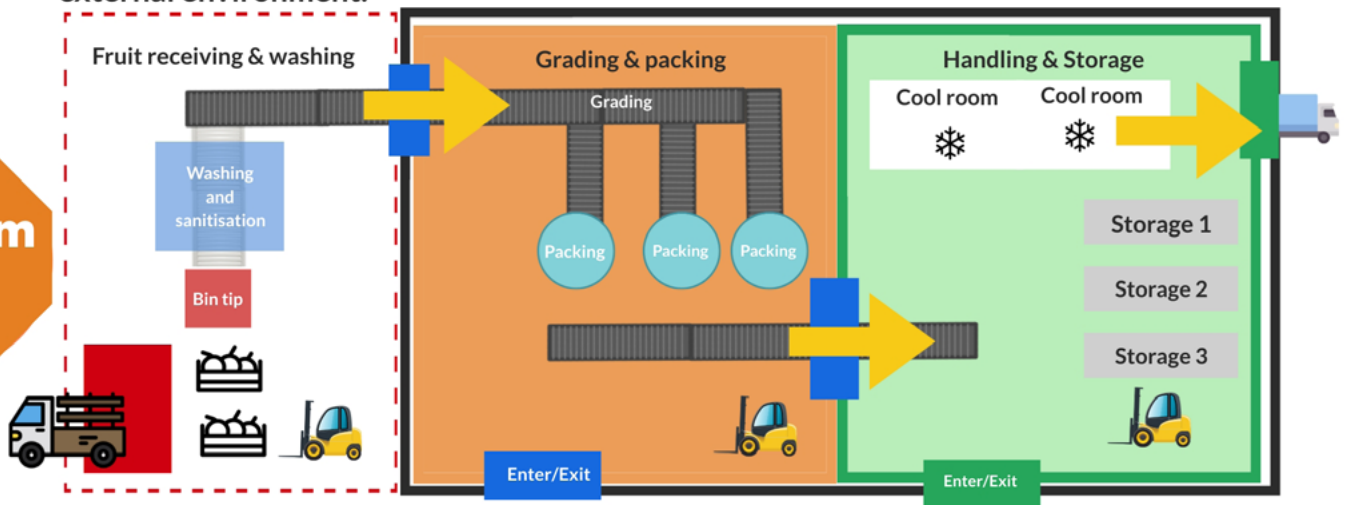 Fruit receiving & washing
Grading & packing
Handling & Storage
Grading
Cool room
Cool room
Washing
and
sanitisation
Storage 1
m
Packing
Packing
Packing
Storage 2
Bin tip
Storage 3
Enter/Exit
Enter/Exit